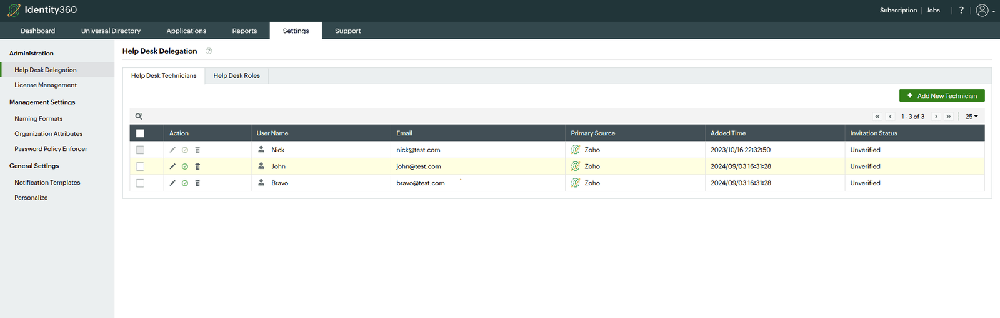 Identity360
Subscription Jobs ?
Dashboard Universal Directory Applications Reports Settings Support
Administration
Help Desk Delegation
License Management
Management Settings
Naming Formats
Organization Attributes
Password Policy Enforcer
General Settings
Notification Templates
Personalize
Help Desk Delegation ?
Help Desk Technicians Help Desk Roles
+ Add New Technician
« ‹ 1 - 3 of 3 › » 25
Action User Name Email Primary Source Added Time Invitation Status
Nick nick@test.com Zoho 2023/10/16 22:32:50 Unverified
John john@test.com Zoho 2024/09/03 16:31:28 Unverified
Bravo bravo@test.com Zoho 2024/09/03 16:31:28 Unverified